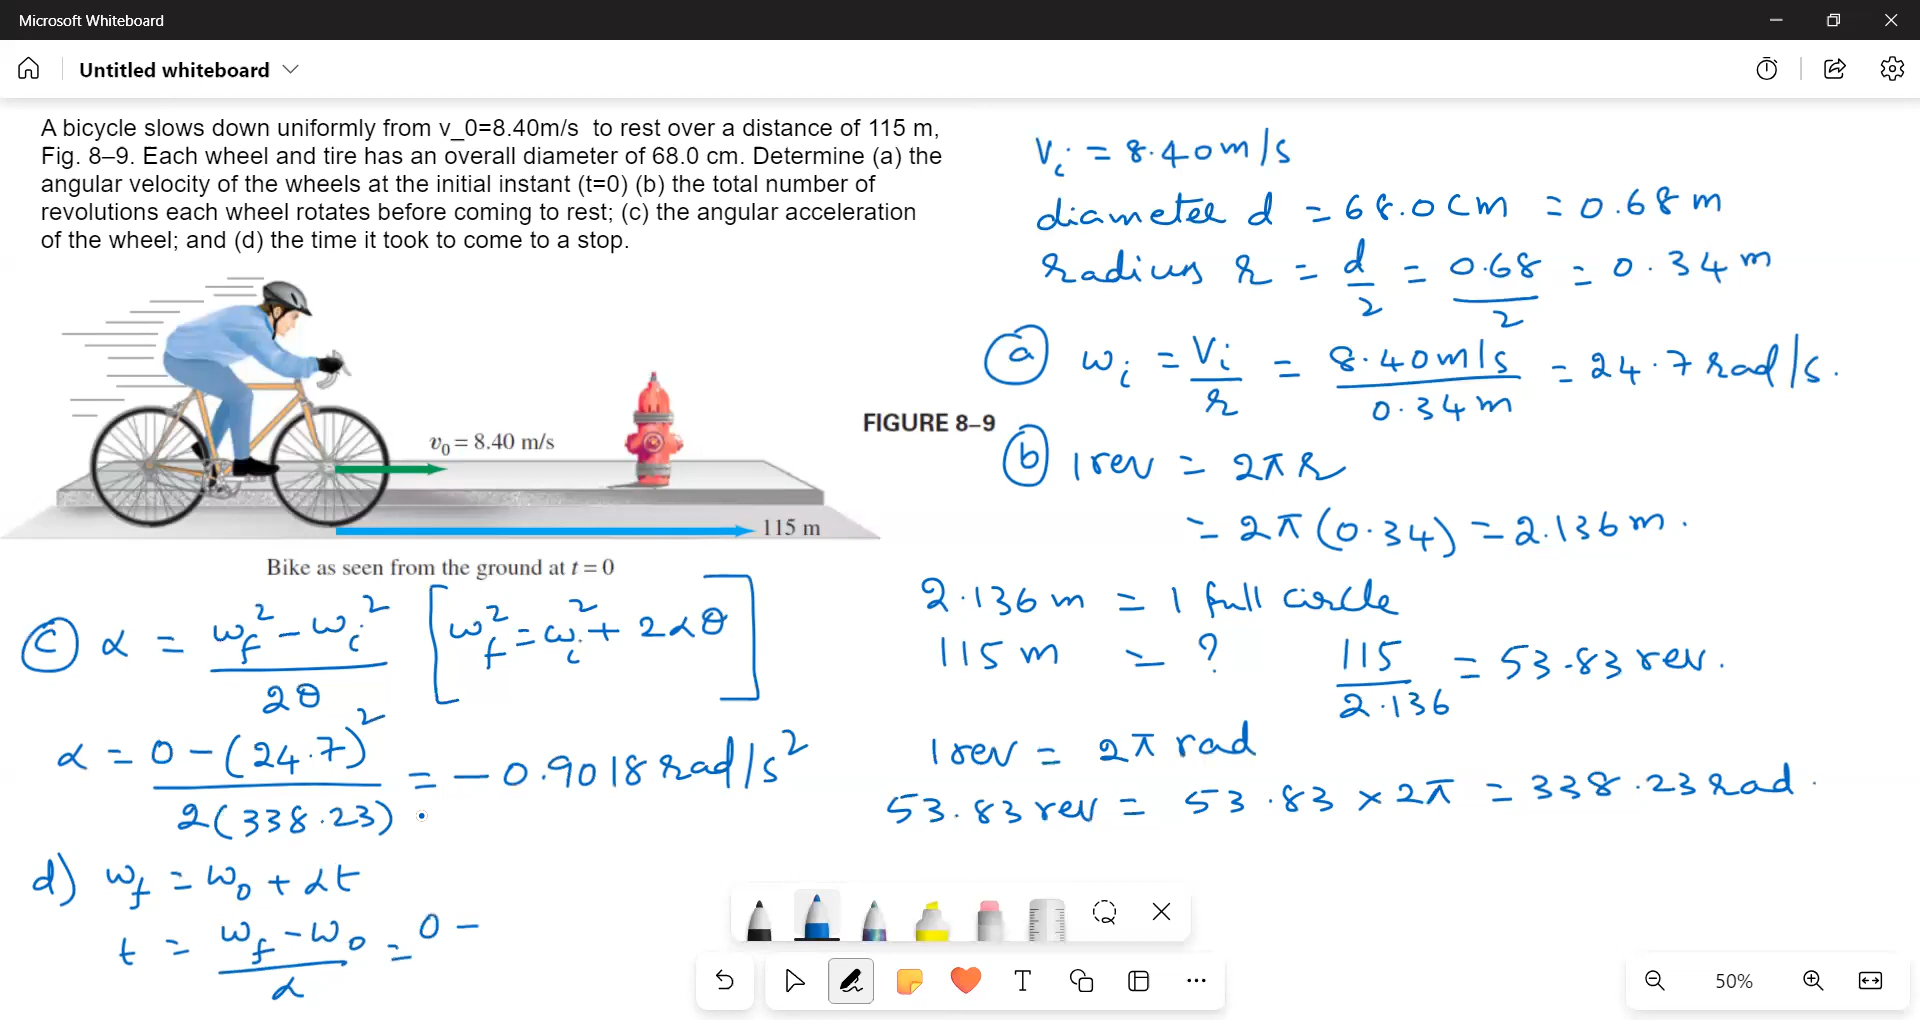 Microsoft Whiteboard
Untitled whiteboard
A bicycle slows down uniformly from v_0=8.40m/s to rest over a distance of 115 m,
Fig. 8–9. Each wheel and tire has an overall diameter of 68.0 cm. Determine (a) the
angular velocity of the wheels at the initial instant (t=0) (b) the total number of
revolutions each wheel rotates before coming to rest; (c) the angular acceleration
of the wheel; and (d) the time it took to come to a stop.
v₀ = 8.40 m/s
115 m
FIGURE 8–9
Bike as seen from the ground at t = 0
Vi = 8.40 m/s
diameter d = 68.0 cm = 0.68 m
radius r = d/2 = 0.68/2 = 0.34 m
(a) ωi = Vi/r = 8.40 m/s / 0.34 m = 24.7 rad/s.
(b) 1 rev = 2πr
= 2π(0.34) = 2.136 m.
2.136 m = 1 full circle
115 m = ? 115/2.136 = 53.83 rev.
1 rev = 2π rad
53.83 rev = 53.83 × 2π = 338.23 rad.
(c) α = (ωf² − ωi²)/2θ [ωf² = ωi² + 2αθ]
α = 0 − (24.7)² / 2(338.23) = −0.9018 rad/s²
d) ωf = ω₀ + αt
t = (ωf − ω₀)/α = 0 −
50%